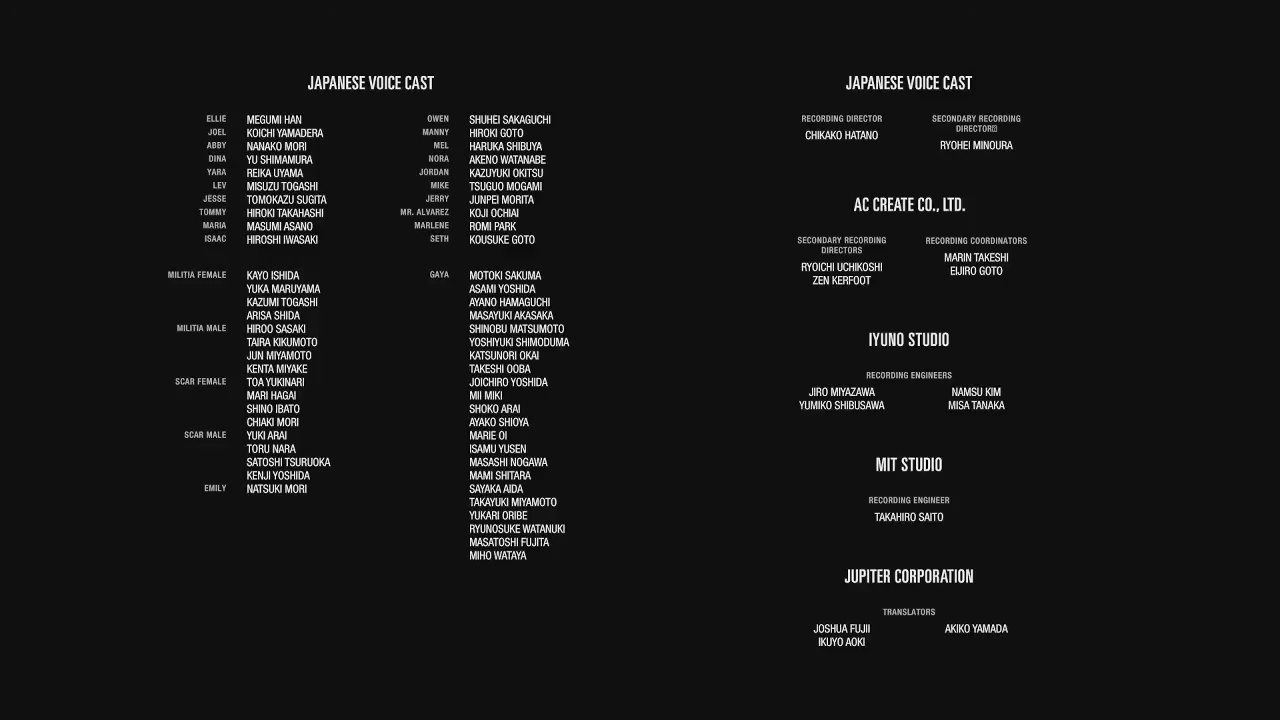 JAPANESE VOICE CAST
ELLIE MEGUMI HAN
JOEL KOICHI YAMADERA
ABBY NANAKO MORI
DINA YU SHIMAMURA
YARA REIKA UYAMA
LEV MISUZU TOGASHI
JESSE TOMOKAZU SUGITA
TOMMY HIROKI TAKAHASHI
MARIA MASUMI ASANO
ISAAC HIROSHI IWASAKI
OWEN SHUHEI SAKAGUCHI
MANNY HIROKI GOTO
MEL HARUKA SHIBUYA
NORA AKENO WATANABE
JORDAN KAZUYUKI OKITSU
MIKE TSUGUO MOGAMI
JERRY JUNPEI MORITA
MR. ALVAREZ KOJI OCHIAI
MARLENE ROMI PARK
SETH KOUSUKE GOTO
MILITIA FEMALE KAYO ISHIDA
YUKA MARUYAMA
KAZUMI TOGASHI
ARISA SHIDA
MILITIA MALE HIROO SASAKI
TAIRA KIKUMOTO
JUN MIYAMOTO
KENTA MIYAKE
SCAR FEMALE TOA YUKINARI
MARI HAGAI
SHINO IBATO
CHIAKI MORI
SCAR MALE YUKI ARAI
TORU NARA
SATOSHI TSURUOKA
KENJI YOSHIDA
EMILY NATSUKI MORI
GAYA MOTOKI SAKUMA
ASAMI YOSHIDA
AYANO HAMAGUCHI
MASAYUKI AKASAKA
SHINOBU MATSUMOTO
YOSHIYUKI SHIMODUMA
KATSUNORI OKAI
TAKESHI OOBA
JOICHIRO YOSHIDA
MII MIKI
SHOKO ARAI
AYAKO SHIOYA
MARIE OI
ISAMU YUSEN
MASASHI NOGAWA
MAMI SHITARA
SAYAKA AIDA
TAKAYUKI MIYAMOTO
YUKARI ORIBE
RYUNOSUKE WATANUKI
MASATOSHI FUJITA
MIHO WATAYA
JAPANESE VOICE CAST
RECORDING DIRECTOR
CHIKAKO HATANO
SECONDARY RECORDING
DIRECTOR
RYOHEI MINOURA
AC CREATE CO., LTD.
SECONDARY RECORDING
DIRECTORS
RYOICHI UCHIKOSHI
ZEN KERFOOT
RECORDING COORDINATORS
MARIN TAKESHI
EIJIRO GOTO
IYUNO STUDIO
RECORDING ENGINEERS
JIRO MIYAZAWA
YUMIKO SHIBUSAWA
NAMSU KIM
MISA TANAKA
MIT STUDIO
RECORDING ENGINEER
TAKAHIRO SAITO
JUPITER CORPORATION
TRANSLATORS
JOSHUA FUJII
IKUYO AOKI
AKIKO YAMADA